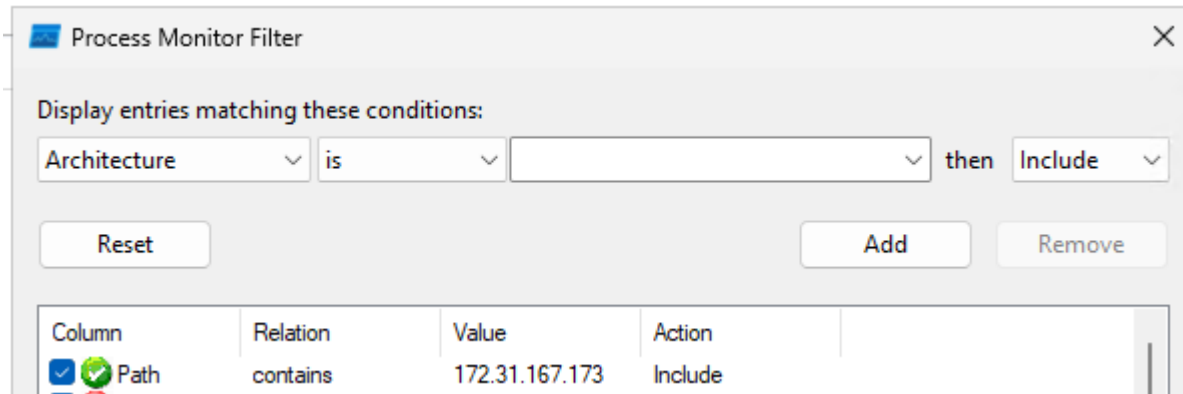 Process Monitor Filter
Display entries matching these conditions:
Architecture is then Include
Reset Add Remove
Column Relation Value Action
Path contains 172.31.167.173 Include